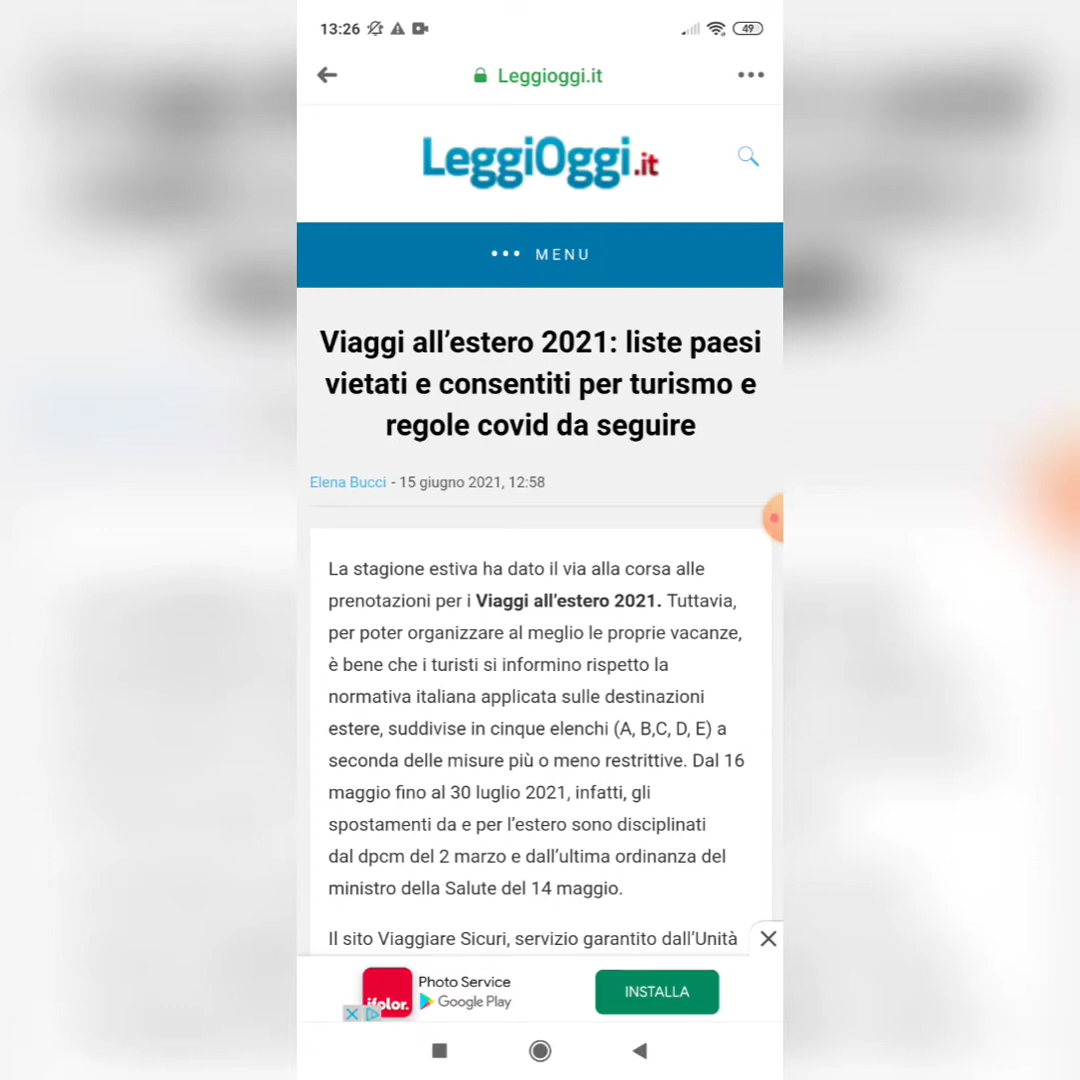 13:26
49
Leggioggi.it
LeggiOggi.it
MENU
Viaggi all’estero 2021: liste paesi
vietati e consentiti per turismo e
regole covid da seguire
Elena Bucci - 15 giugno 2021, 12:58
La stagione estiva ha dato il via alla corsa alle
prenotazioni per i Viaggi all’estero 2021. Tuttavia,
per poter organizzare al meglio le proprie vacanze,
è bene che i turisti si informino rispetto la
normativa italiana applicata sulle destinazioni
estere, suddivise in cinque elenchi (A, B,C, D, E) a
seconda delle misure più o meno restrittive. Dal 16
maggio fino al 30 luglio 2021, infatti, gli
spostamenti da e per l’estero sono disciplinati
dal dpcm del 2 marzo e dall’ultima ordinanza del
ministro della Salute del 14 maggio.
Il sito Viaggiare Sicuri, servizio garantito dall’Unità
ifolor.
Photo Service
Google Play
INSTALLA